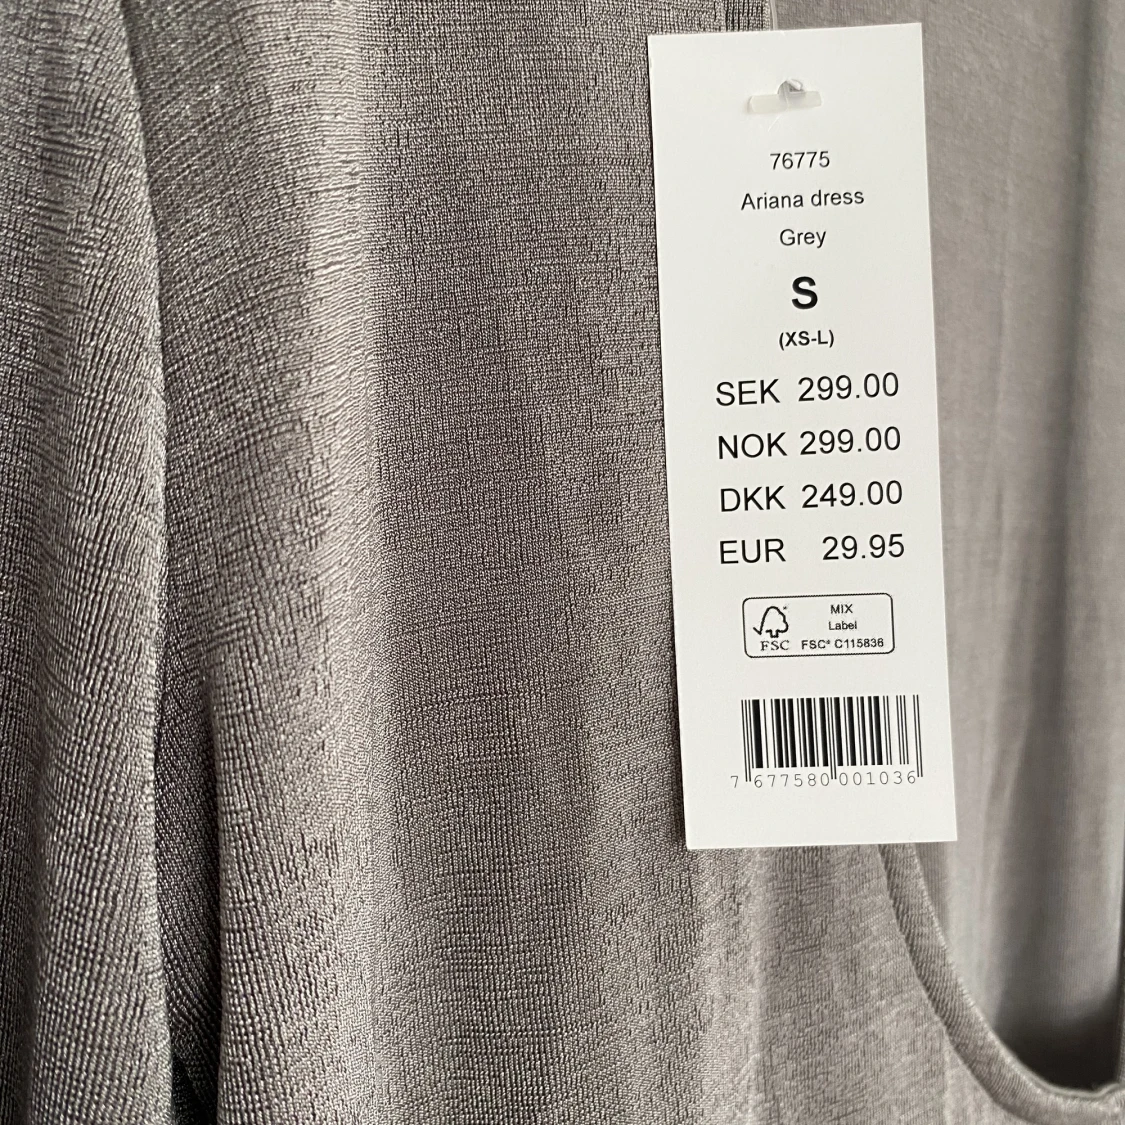 76775
Ariana dress
Grey
S
(XS-L)
SEK 299.00
NOK 299.00
DKK 249.00
EUR 29.95
MIX
Label
FSC FSC® C115836
7 677580 001036